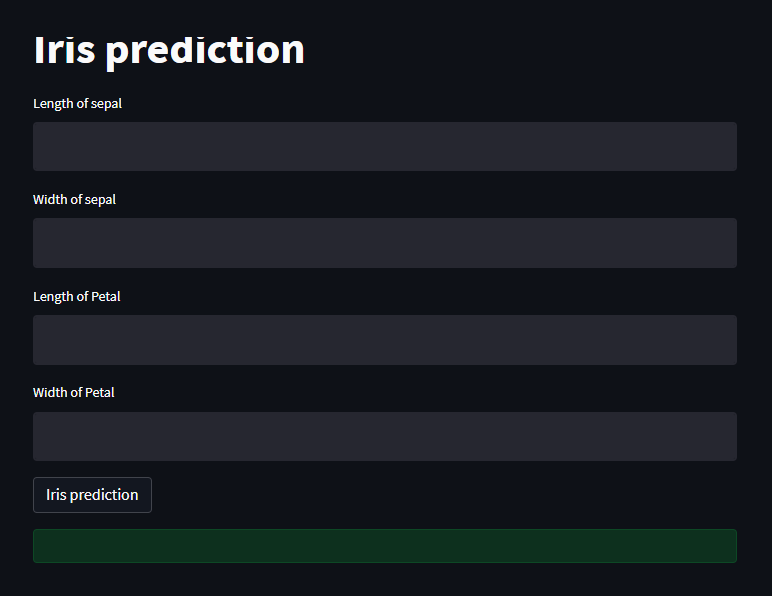 Iris prediction
Length of sepal
Width of sepal
Length of Petal
Width of Petal
Iris prediction